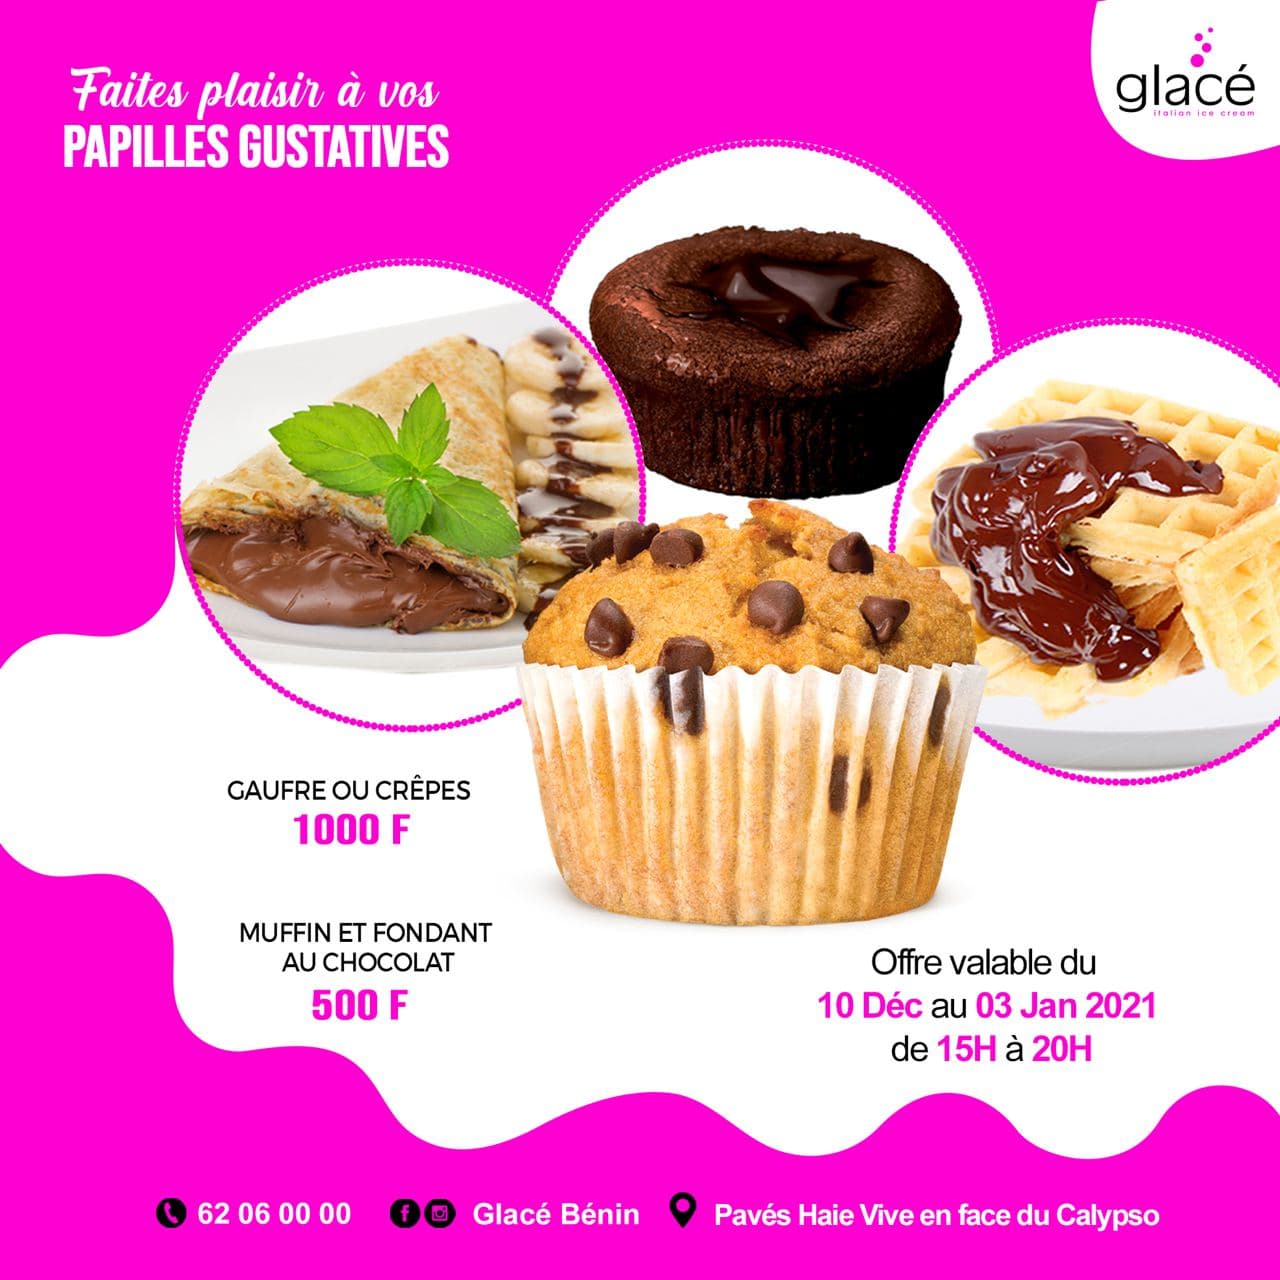 Faites plaisir à vos
PAPILLES GUSTATIVES
glacé
italian ice cream
GAUFRE OU CRÊPES
1000 F
MUFFIN ET FONDANT
AU CHOCOLAT
500 F
Offre valable du
10 Déc au 03 Jan 2021
de 15H à 20H
62 06 00 00
Glacé Bénin
Pavés Haie Vive en face du Calypso